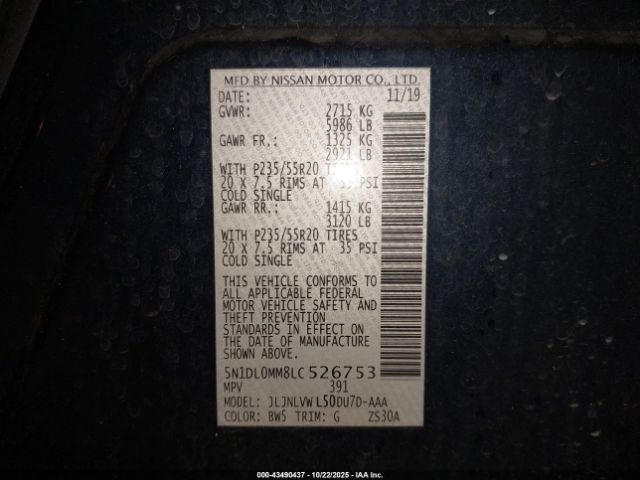 MFD BY NISSAN MOTOR CO., LTD.
DATE: 11/19
GVWR: 2715 KG
5986 LB
GAWR FR.: 1325 KG
2921 LB
WITH P235/55R20
20 X 7.5 RIMS AT PSI
COLD SINGLE
GAWR RR.: 1415 KG
3120 LB
WITH P235/55R20 TIRES
20 X 7.5 RIMS AT 35 PSI
COLD SINGLE
THIS VEHICLE CONFORMS TO
ALL APPLICABLE FEDERAL
MOTOR VEHICLE SAFETY AND
THEFT PREVENTION
STANDARDS IN EFFECT ON
THE DATE OF MANUFACTURE
SHOWN ABOVE.
5N1DL0MM8LC526753
MPV 391
MODEL: JLJNLVWL50DU7D-AAA
COLOR: BW5 TRIM: G ZS30A
000-43490437 - 10/22/2025 - IAA Inc.